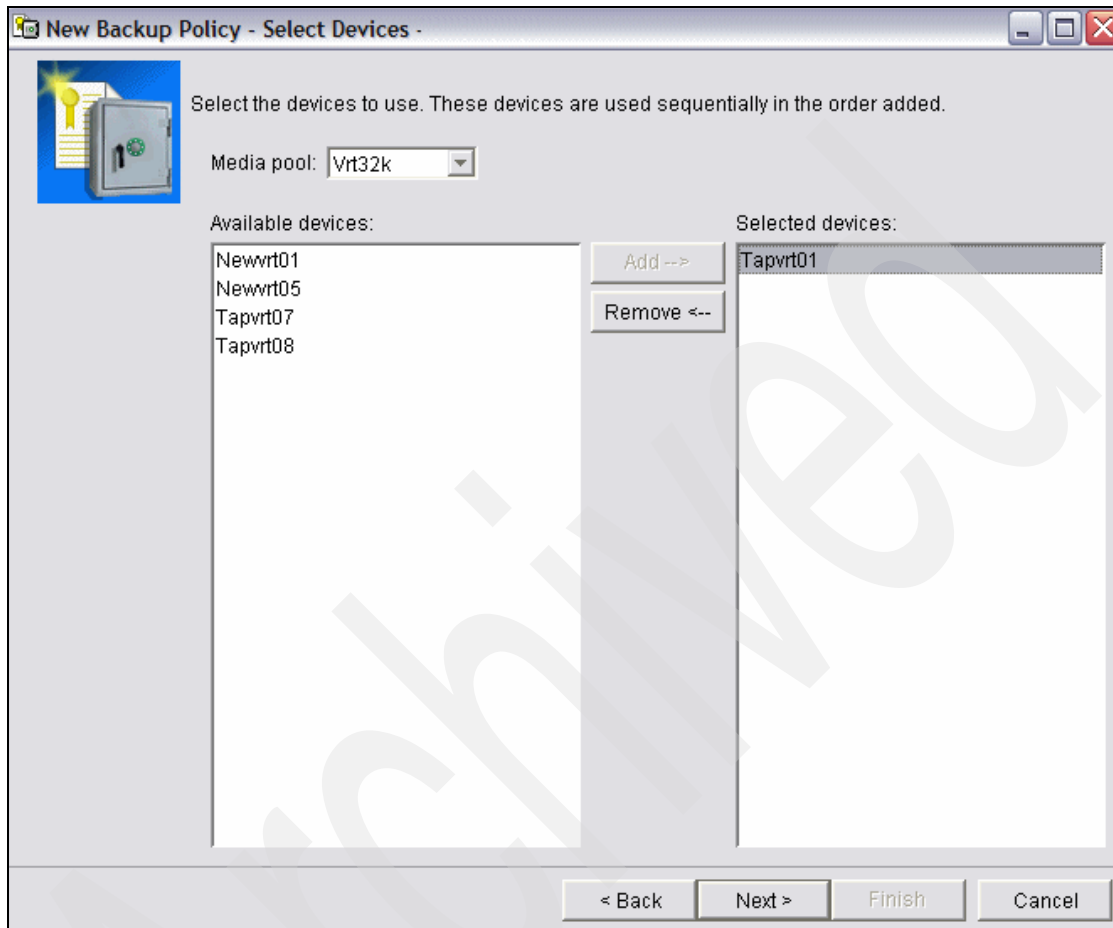 New Backup Policy - Select Devices -
Select the devices to use. These devices are used sequentially in the order added.
Media pool: Vrt32k
Available devices:
Selected devices:
Newvrt01
Newvrt05
Tapvrt07
Tapvrt08
Add -->
Remove <--
Tapvrt01
< Back
Next >
Finish
Cancel
Archived